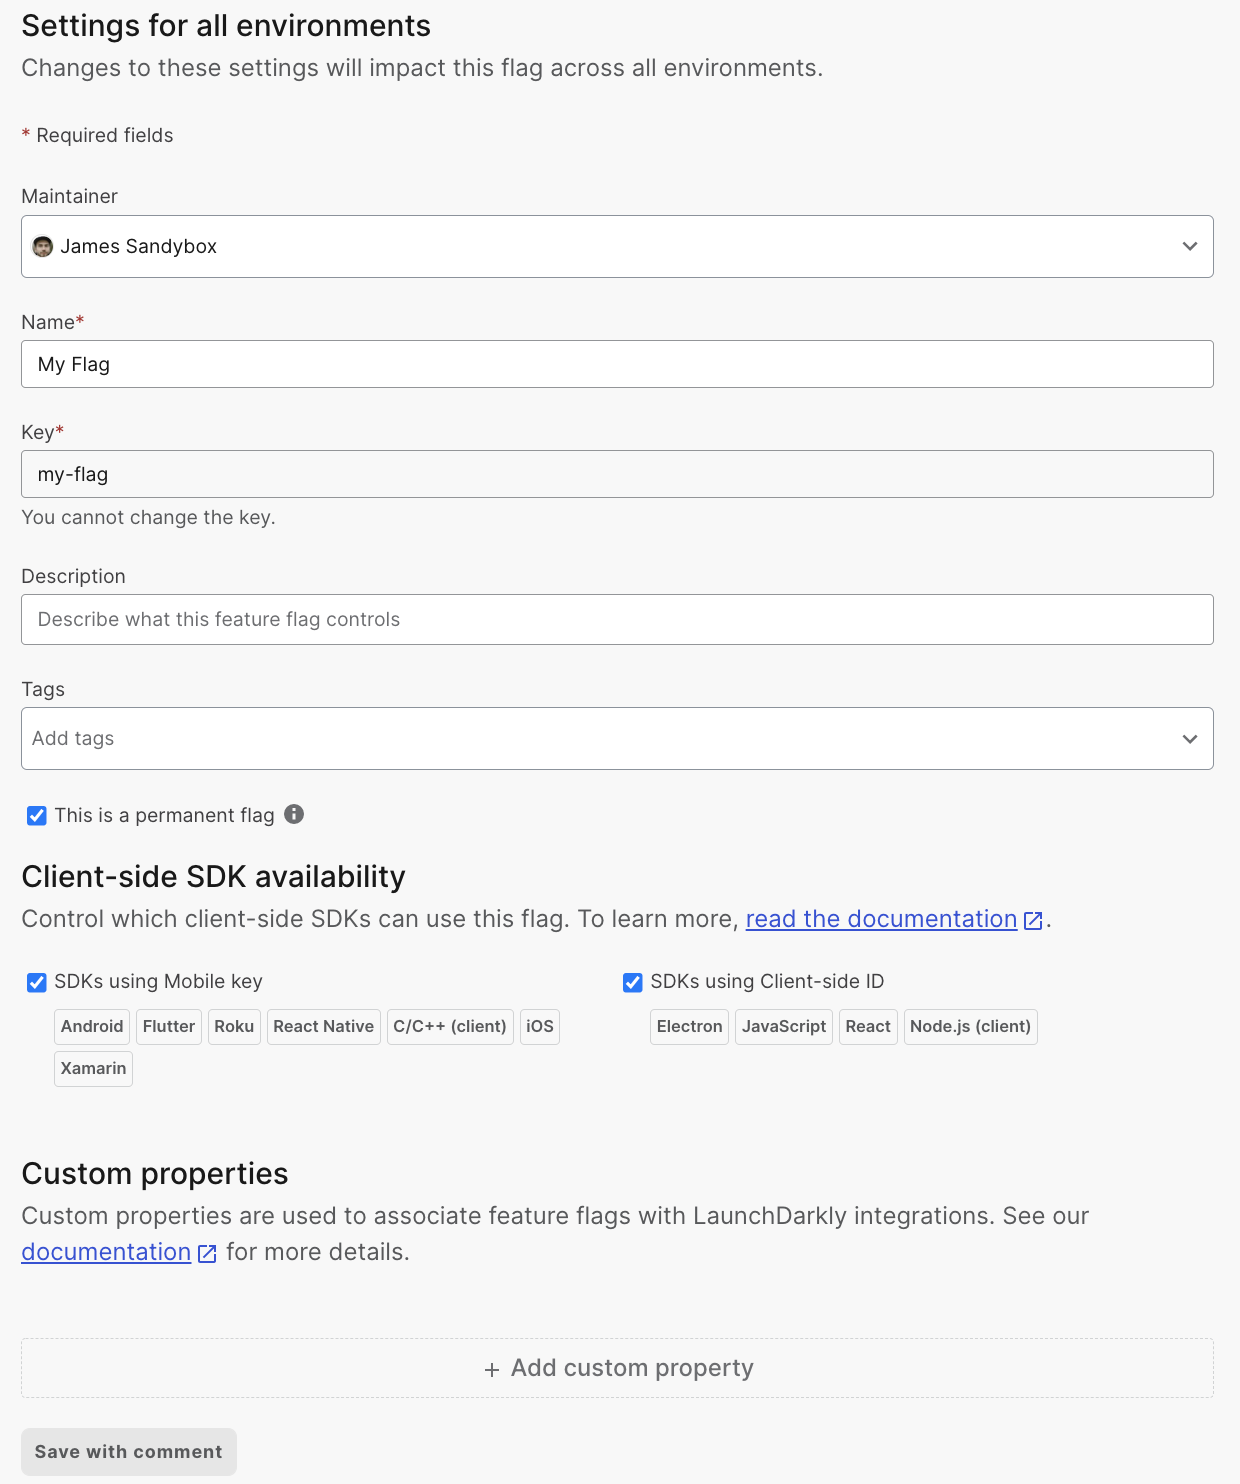 Settings for all environments
Changes to these settings will impact this flag across all environments.
* Required fields
Maintainer
James Sandybox
Name*
My Flag
Key*
my-flag
You cannot change the key.
Description
Describe what this feature flag controls
Tags
Add tags
This is a permanent flag
Client-side SDK availability
Control which client-side SDKs can use this flag. To learn more, read the documentation.
SDKs using Mobile key
Android Flutter Roku React Native C/C++ (client) iOS
Xamarin
SDKs using Client-side ID
Electron JavaScript React Node.js (client)
Custom properties
Custom properties are used to associate feature flags with LaunchDarkly integrations. See our
documentation for more details.
+ Add custom property
Save with comment